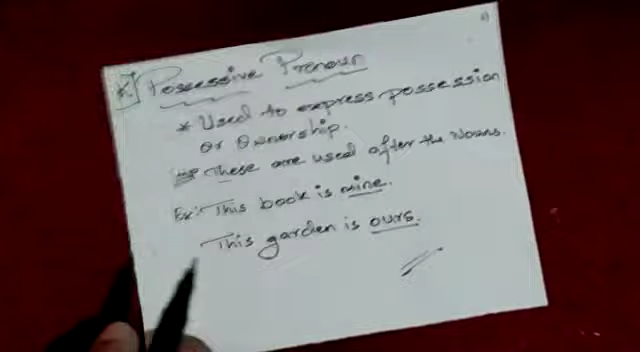 Possessive Pronoun
* Used to express possession
or Ownership.
These are used after the Nouns.
Ex:- This book is mine.
This garden is ours.